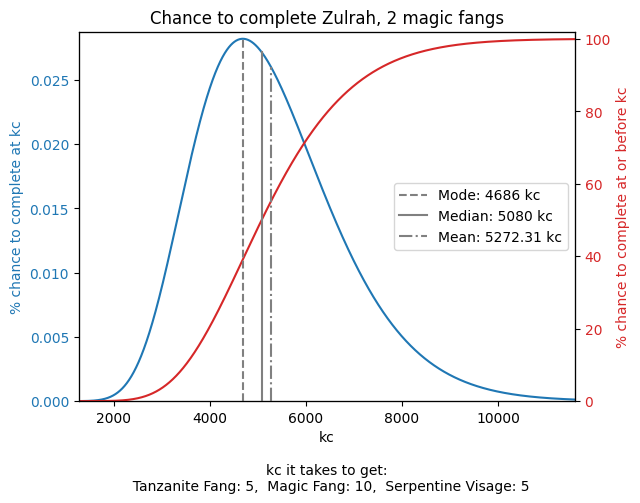 Chance to complete Zulrah, 2 magic fangs
% chance to complete at kc
0.025
0.020
0.015
0.010
0.005
0.000
100
80
60
40
20
0
% chance to complete at or before kc
Mode: 4686 kc
Median: 5080 kc
Mean: 5272.31 kc
2000 4000 6000 8000 10000
kc
kc it takes to get:
Tanzanite Fang: 5,  Magic Fang: 10,  Serpentine Visage: 5